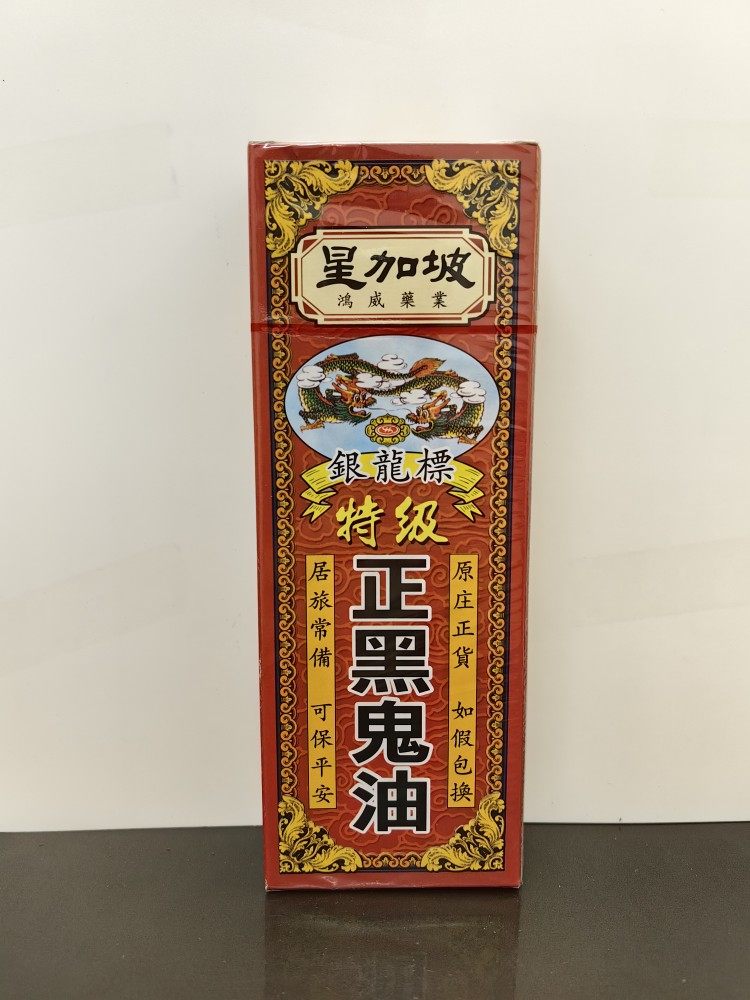 星加坡
鴻威藥業
銀龍標
特级
正黑鬼油
原庄正貨 如假包換
居旅常備 可保平安